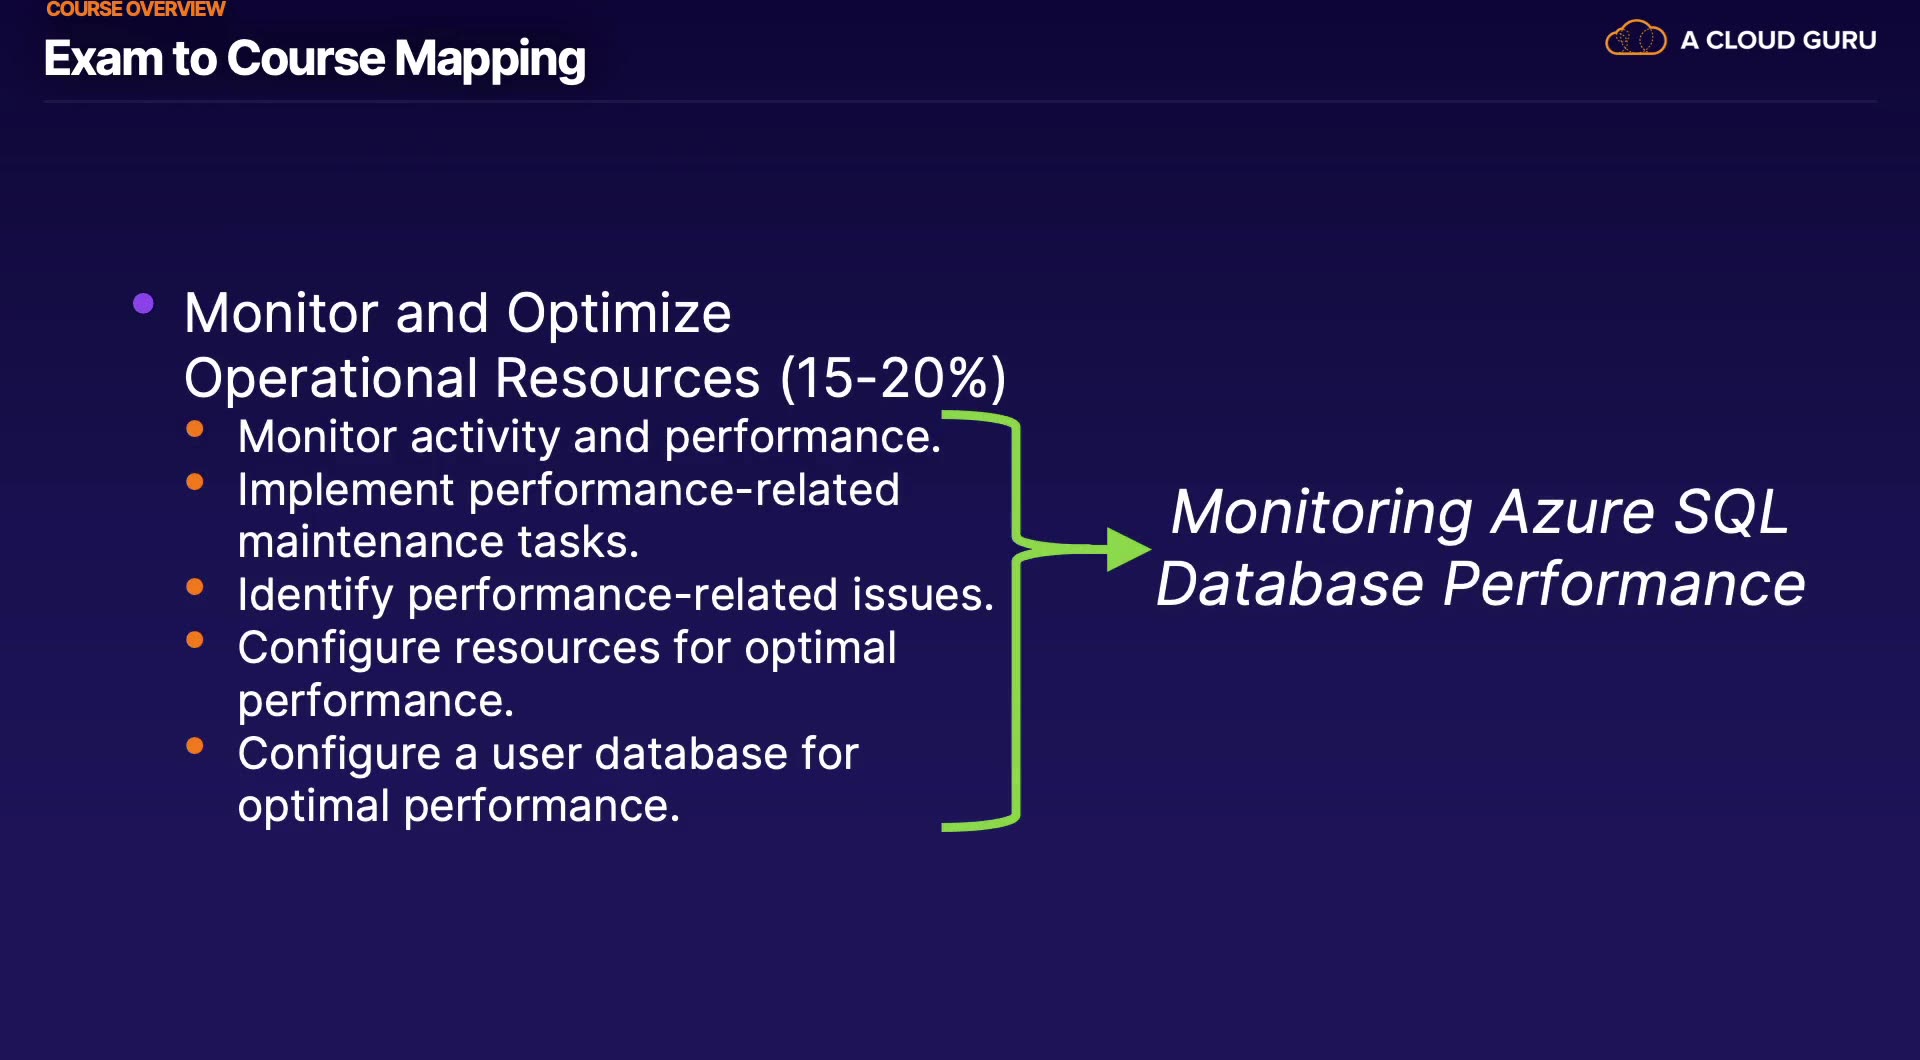 COURSE OVERVIEW
Exam to Course Mapping
A CLOUD GURU
Monitor and Optimize
Operational Resources (15-20%)
Monitor activity and performance.
Implement performance-related
maintenance tasks.
Identify performance-related issues.
Configure resources for optimal
performance.
Configure a user database for
optimal performance.
Monitoring Azure SQL
Database Performance